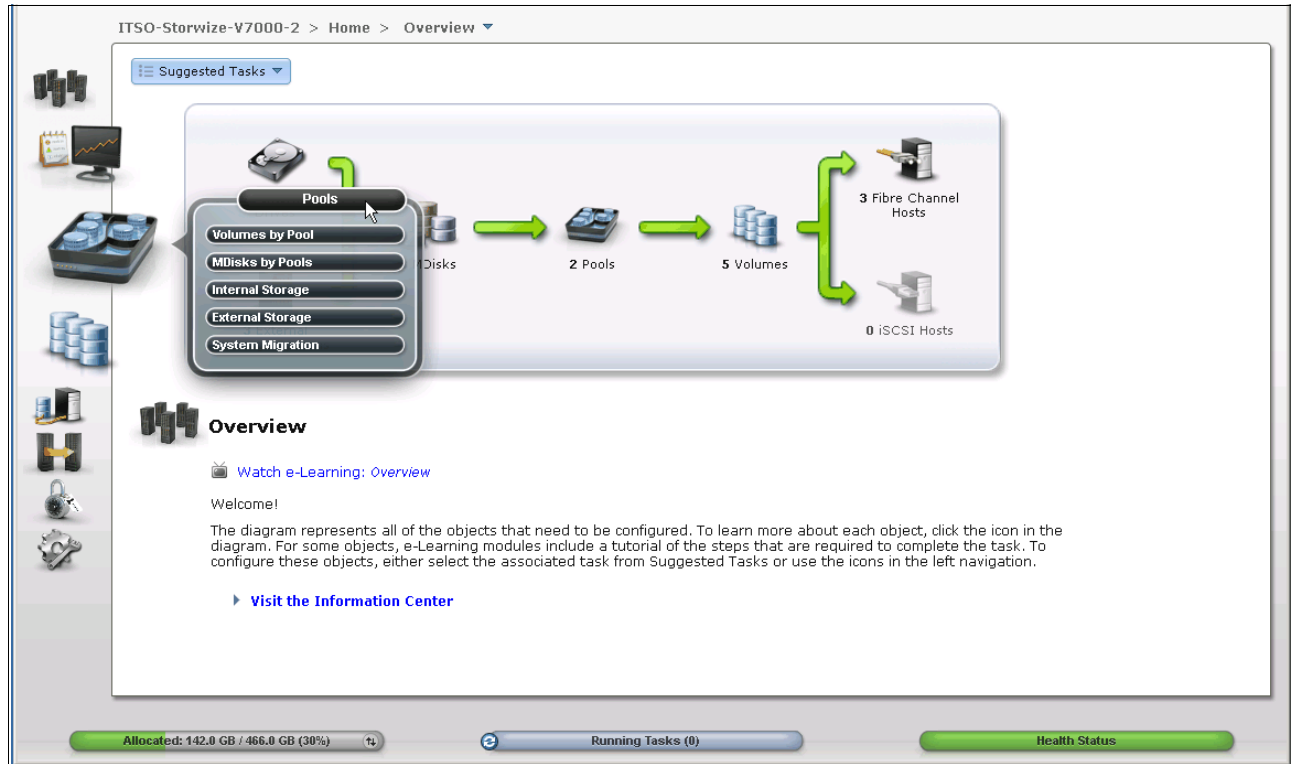 ITSO-Storwize-V7000-2 > Home > Overview
Suggested Tasks
Pools
Volumes by Pool
MDisks by Pools
Internal Storage
External Storage
System Migration
2 Pools
5 Volumes
3 Fibre Channel
Hosts
0 iSCSI Hosts
Overview
Watch e-Learning: Overview
Welcome!
The diagram represents all of the objects that need to be configured. To learn more about each object, click the icon in the
diagram. For some objects, e-Learning modules include a tutorial of the steps that are required to complete the task. To
configure these objects, either select the associated task from Suggested Tasks or use the icons in the left navigation.
Visit the Information Center
Allocated: 142.0 GB / 466.0 GB (30%)
Running Tasks (0)
Health Status